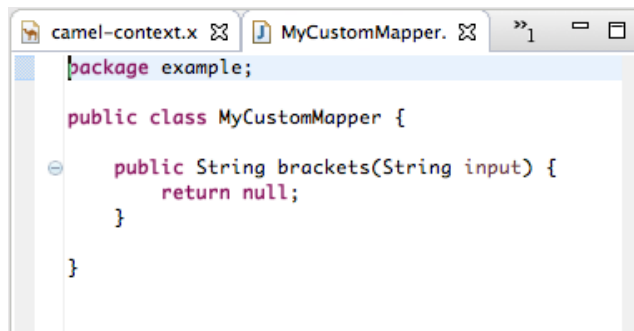 camel-context.x MyCustomMapper. »1
package example;
public class MyCustomMapper {
public String brackets(String input) {
return null;
}
}